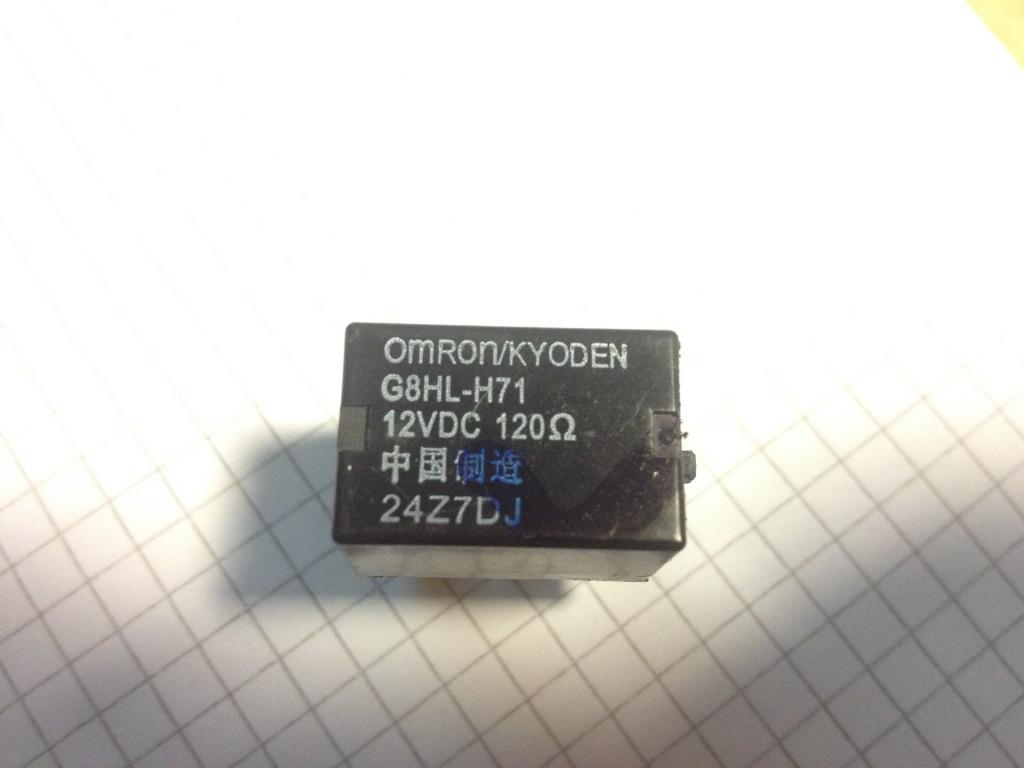 OMRON/KYODEN
G8HL-H71
12VDC 120Ω
中国制造
24Z7DJ